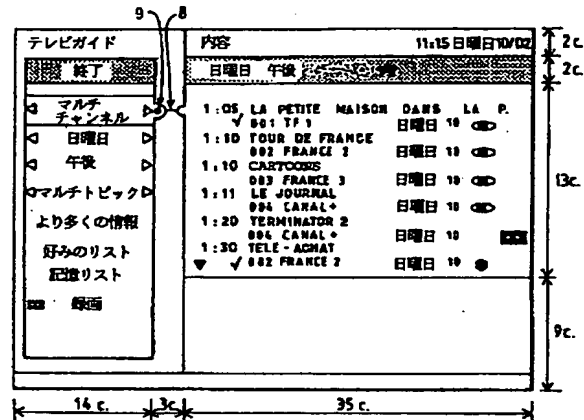 9 8
テレビガイド
終了
マルチ
チャンネル
日曜日
午後
マルチトピック
より多くの情報
好みのリスト
記憶リスト
録画
内容 11:15 日曜日 10/02
日曜日 午後
1:05 LA PETITE MAISON DANS LA P.
001 TF 1 日曜日 10
1:10 TOUR DE FRANCE
002 FRANCE 2 日曜日 10
1:10 CARTOONS
003 FRANCE 3 日曜日 10
1:11 LE JOURNAL
004 CANAL+ 日曜日 10
1:20 TERMINATOR 2
004 CANAL+ 日曜日 10
1:30 TELE-ACHAT
002 FRANCE 2 日曜日 10
2c.
2c.
13c.
9c.
14c. 3c 35c.